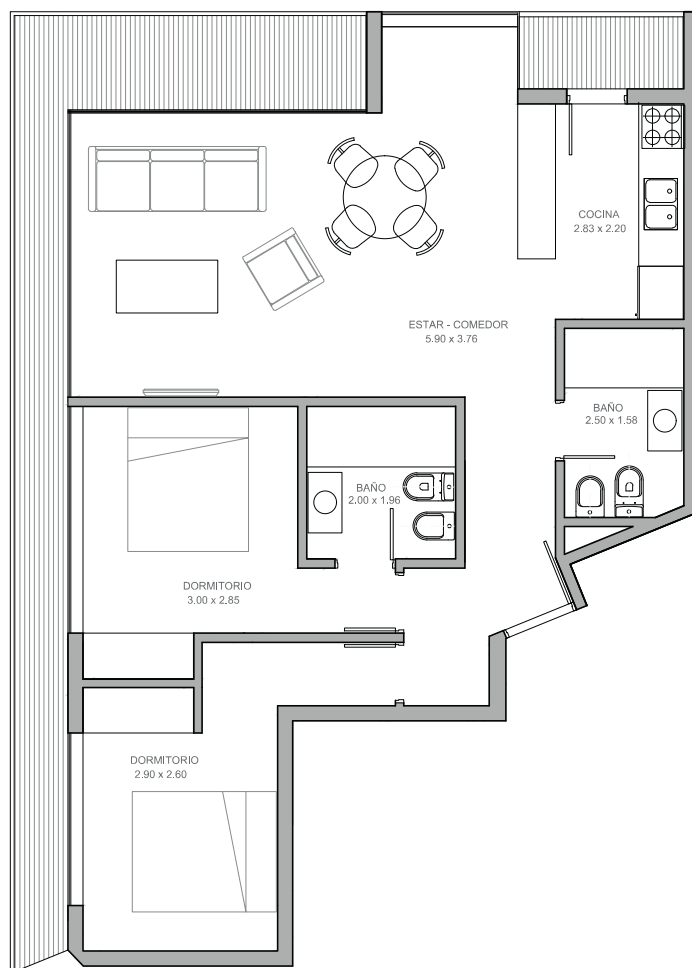 COCINA
2.83 x 2.20
ESTAR - COMEDOR
5.90 x 3.76
BAÑO
2.50 x 1.58
BAÑO
2.00 x 1.96
DORMITORIO
3.00 x 2.85
DORMITORIO
2.90 x 2.60